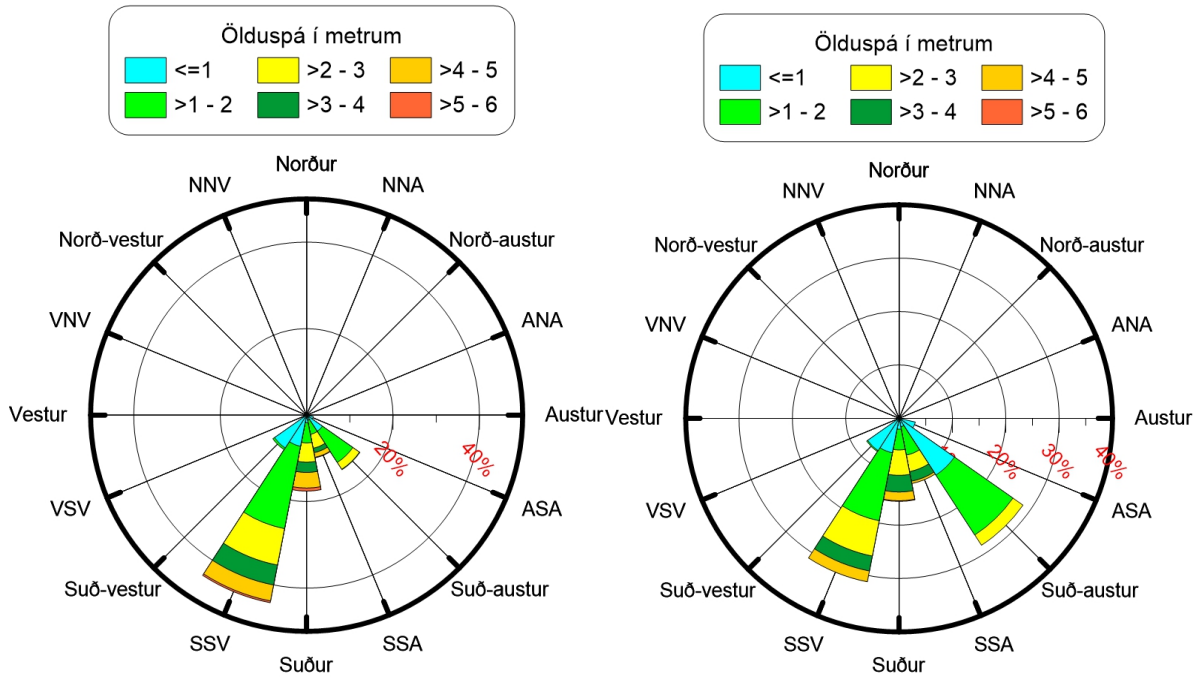 Ölduspá í metrum
<=1 >2 - 3 >4 - 5
>1 - 2 >3 - 4 >5 - 6
Norður
NNV NNA
Norð-vestur Norð-austur
VNV ANA
Vestur Austur
20% 40%
VSV ASA
Suð-vestur Suð-austur
SSV SSA
Suður
Ölduspá í metrum
<=1 >2 - 3 >4 - 5
>1 - 2 >3 - 4 >5 - 6
Norður
NNV NNA
Norð-vestur Norð-austur
VNV ANA
Vestur Austur
20% 30% 40%
VSV ASA
Suð-vestur Suð-austur
SSV SSA
Suður